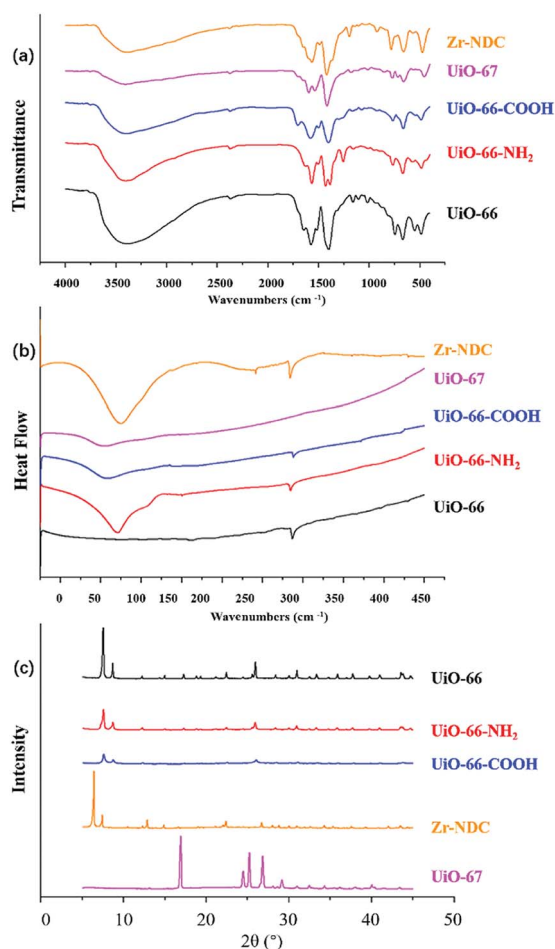 (a)
Transmittance
Zr-NDC
UiO-67
UiO-66-COOH
UiO-66-NH₂
UiO-66
4000 3500 3000 2500 2000 1500 1000 500
Wavenumbers (cm ⁻¹)
(b)
Heat Flow
Zr-NDC
UiO-67
UiO-66-COOH
UiO-66-NH₂
UiO-66
0 50 100 150 200 250 300 350 400 450
Wavenumbers (cm ⁻¹)
(c)
Intensity
UiO-66
UiO-66-NH₂
UiO-66-COOH
Zr-NDC
UiO-67
0 10 20 30 40 50
2θ (°)